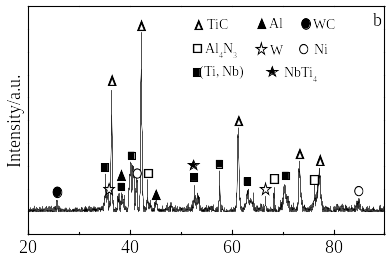 b
△ TiC ▲ Al ● WC
□ Al₄N₃ ☆ W ○ Ni
■ (Ti, Nb) ★ NbTi₄
Intensity/a.u.
20 40 60 80